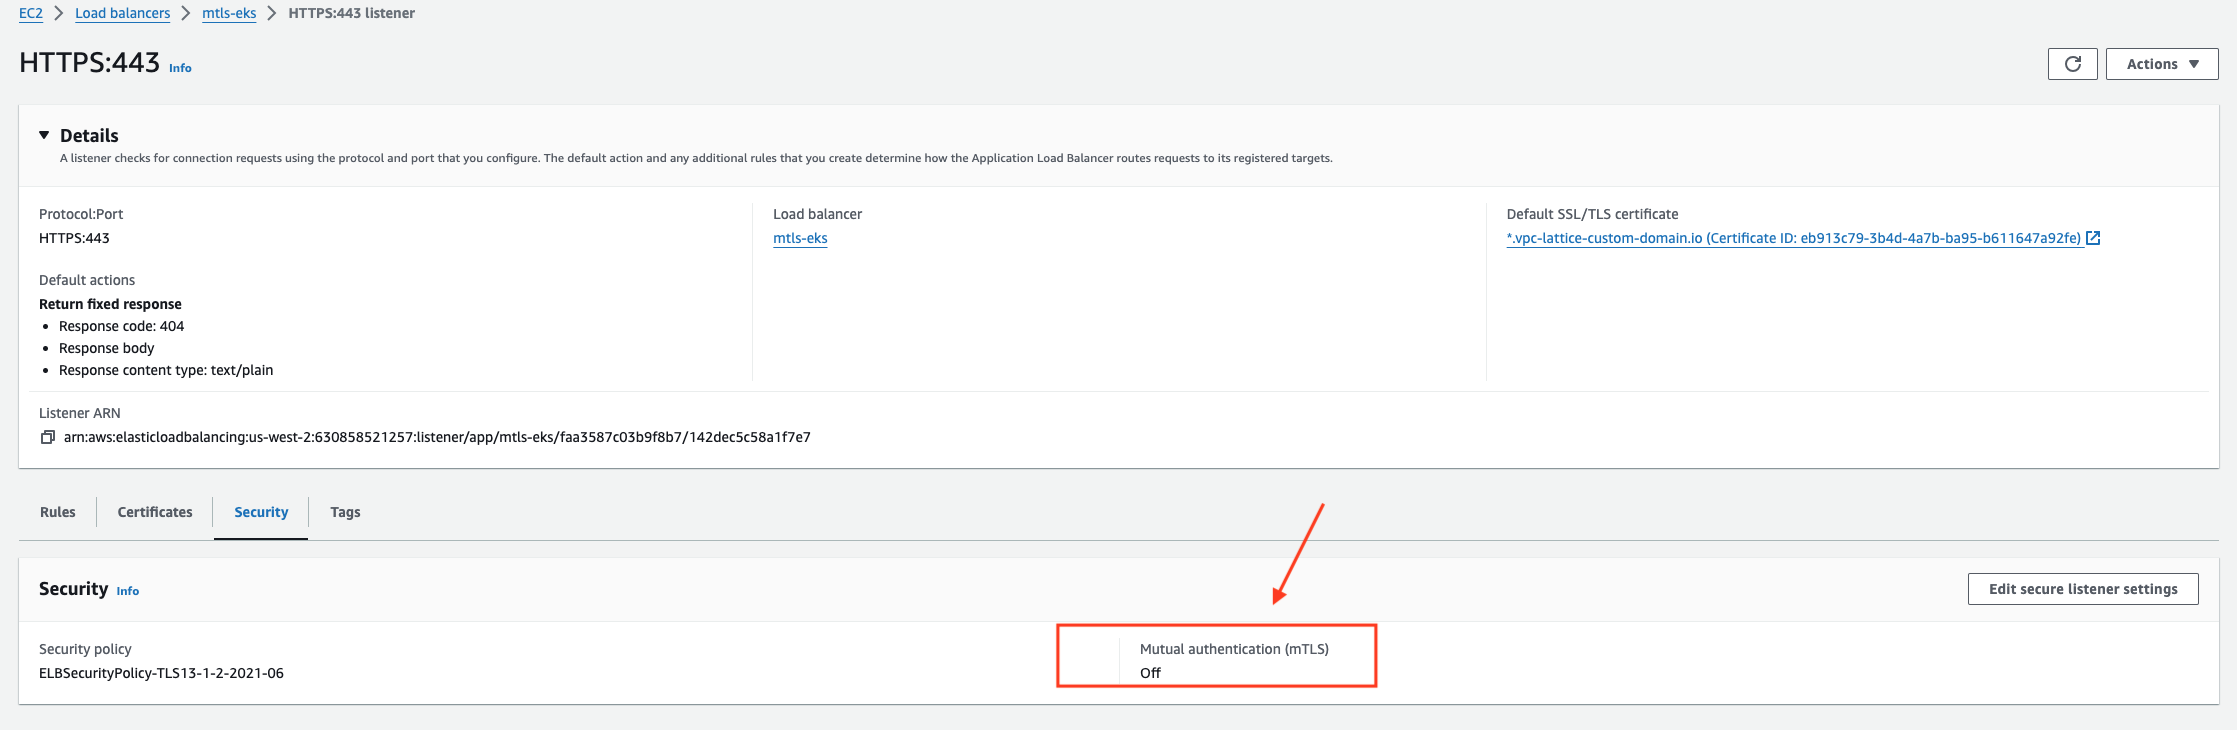 EC2 > Load balancers > mtls-eks > HTTPS:443 listener
HTTPS:443 Info
Actions
Details
A listener checks for connection requests using the protocol and port that you configure. The default action and any additional rules that you create determine how the Application Load Balancer routes requests to its registered targets.
Protocol:Port
HTTPS:443
Load balancer
mtls-eks
Default SSL/TLS certificate
*.vpc-lattice-custom-domain.io (Certificate ID: eb913c79-3b4d-4a7b-ba95-b611647a92fe)
Default actions
Return fixed response
• Response code: 404
• Response body
• Response content type: text/plain
Listener ARN
arn:aws:elasticloadbalancing:us-west-2:630858521257:listener/app/mtls-eks/faa3587c03b9f8b7/142dec5c58a1f7e7
Rules Certificates Security Tags
Security Info
Edit secure listener settings
Security policy
ELBSecurityPolicy-TLS13-1-2-2021-06
Mutual authentication (mTLS)
Off